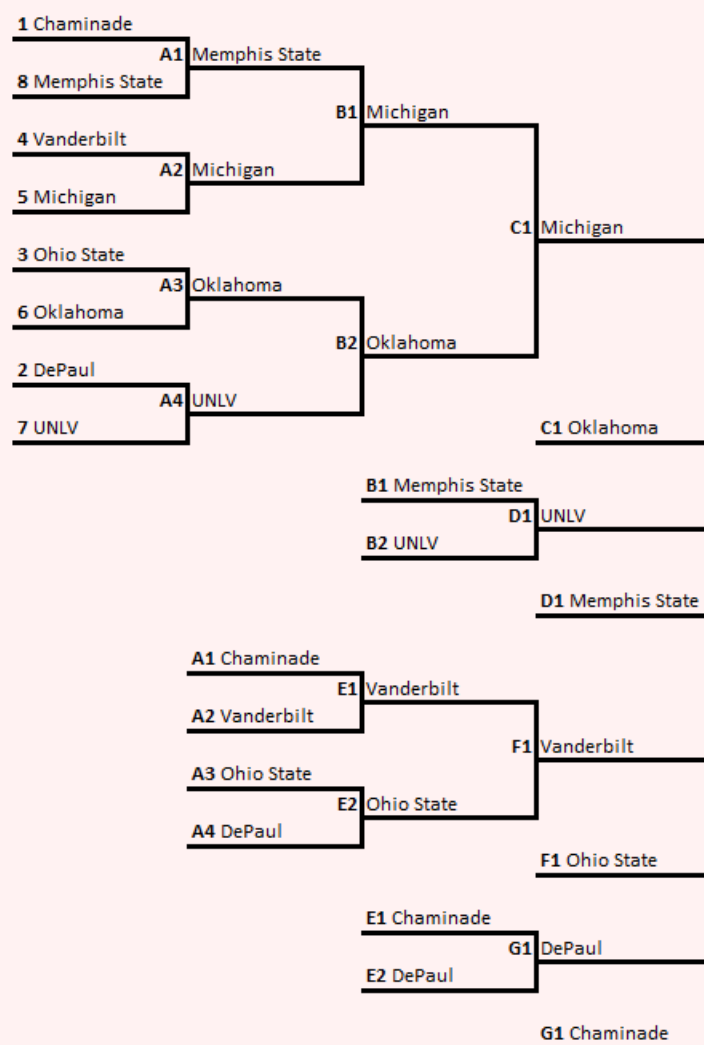 1 Chaminade
A1 Memphis State
8 Memphis State
B1 Michigan
4 Vanderbilt
A2 Michigan
5 Michigan
C1 Michigan
3 Ohio State
A3 Oklahoma
6 Oklahoma
B2 Oklahoma
2 DePaul
A4 UNLV
7 UNLV
C1 Oklahoma
B1 Memphis State
D1 UNLV
B2 UNLV
D1 Memphis State
A1 Chaminade
E1 Vanderbilt
A2 Vanderbilt
F1 Vanderbilt
A3 Ohio State
E2 Ohio State
A4 DePaul
F1 Ohio State
E1 Chaminade
G1 DePaul
E2 DePaul
G1 Chaminade